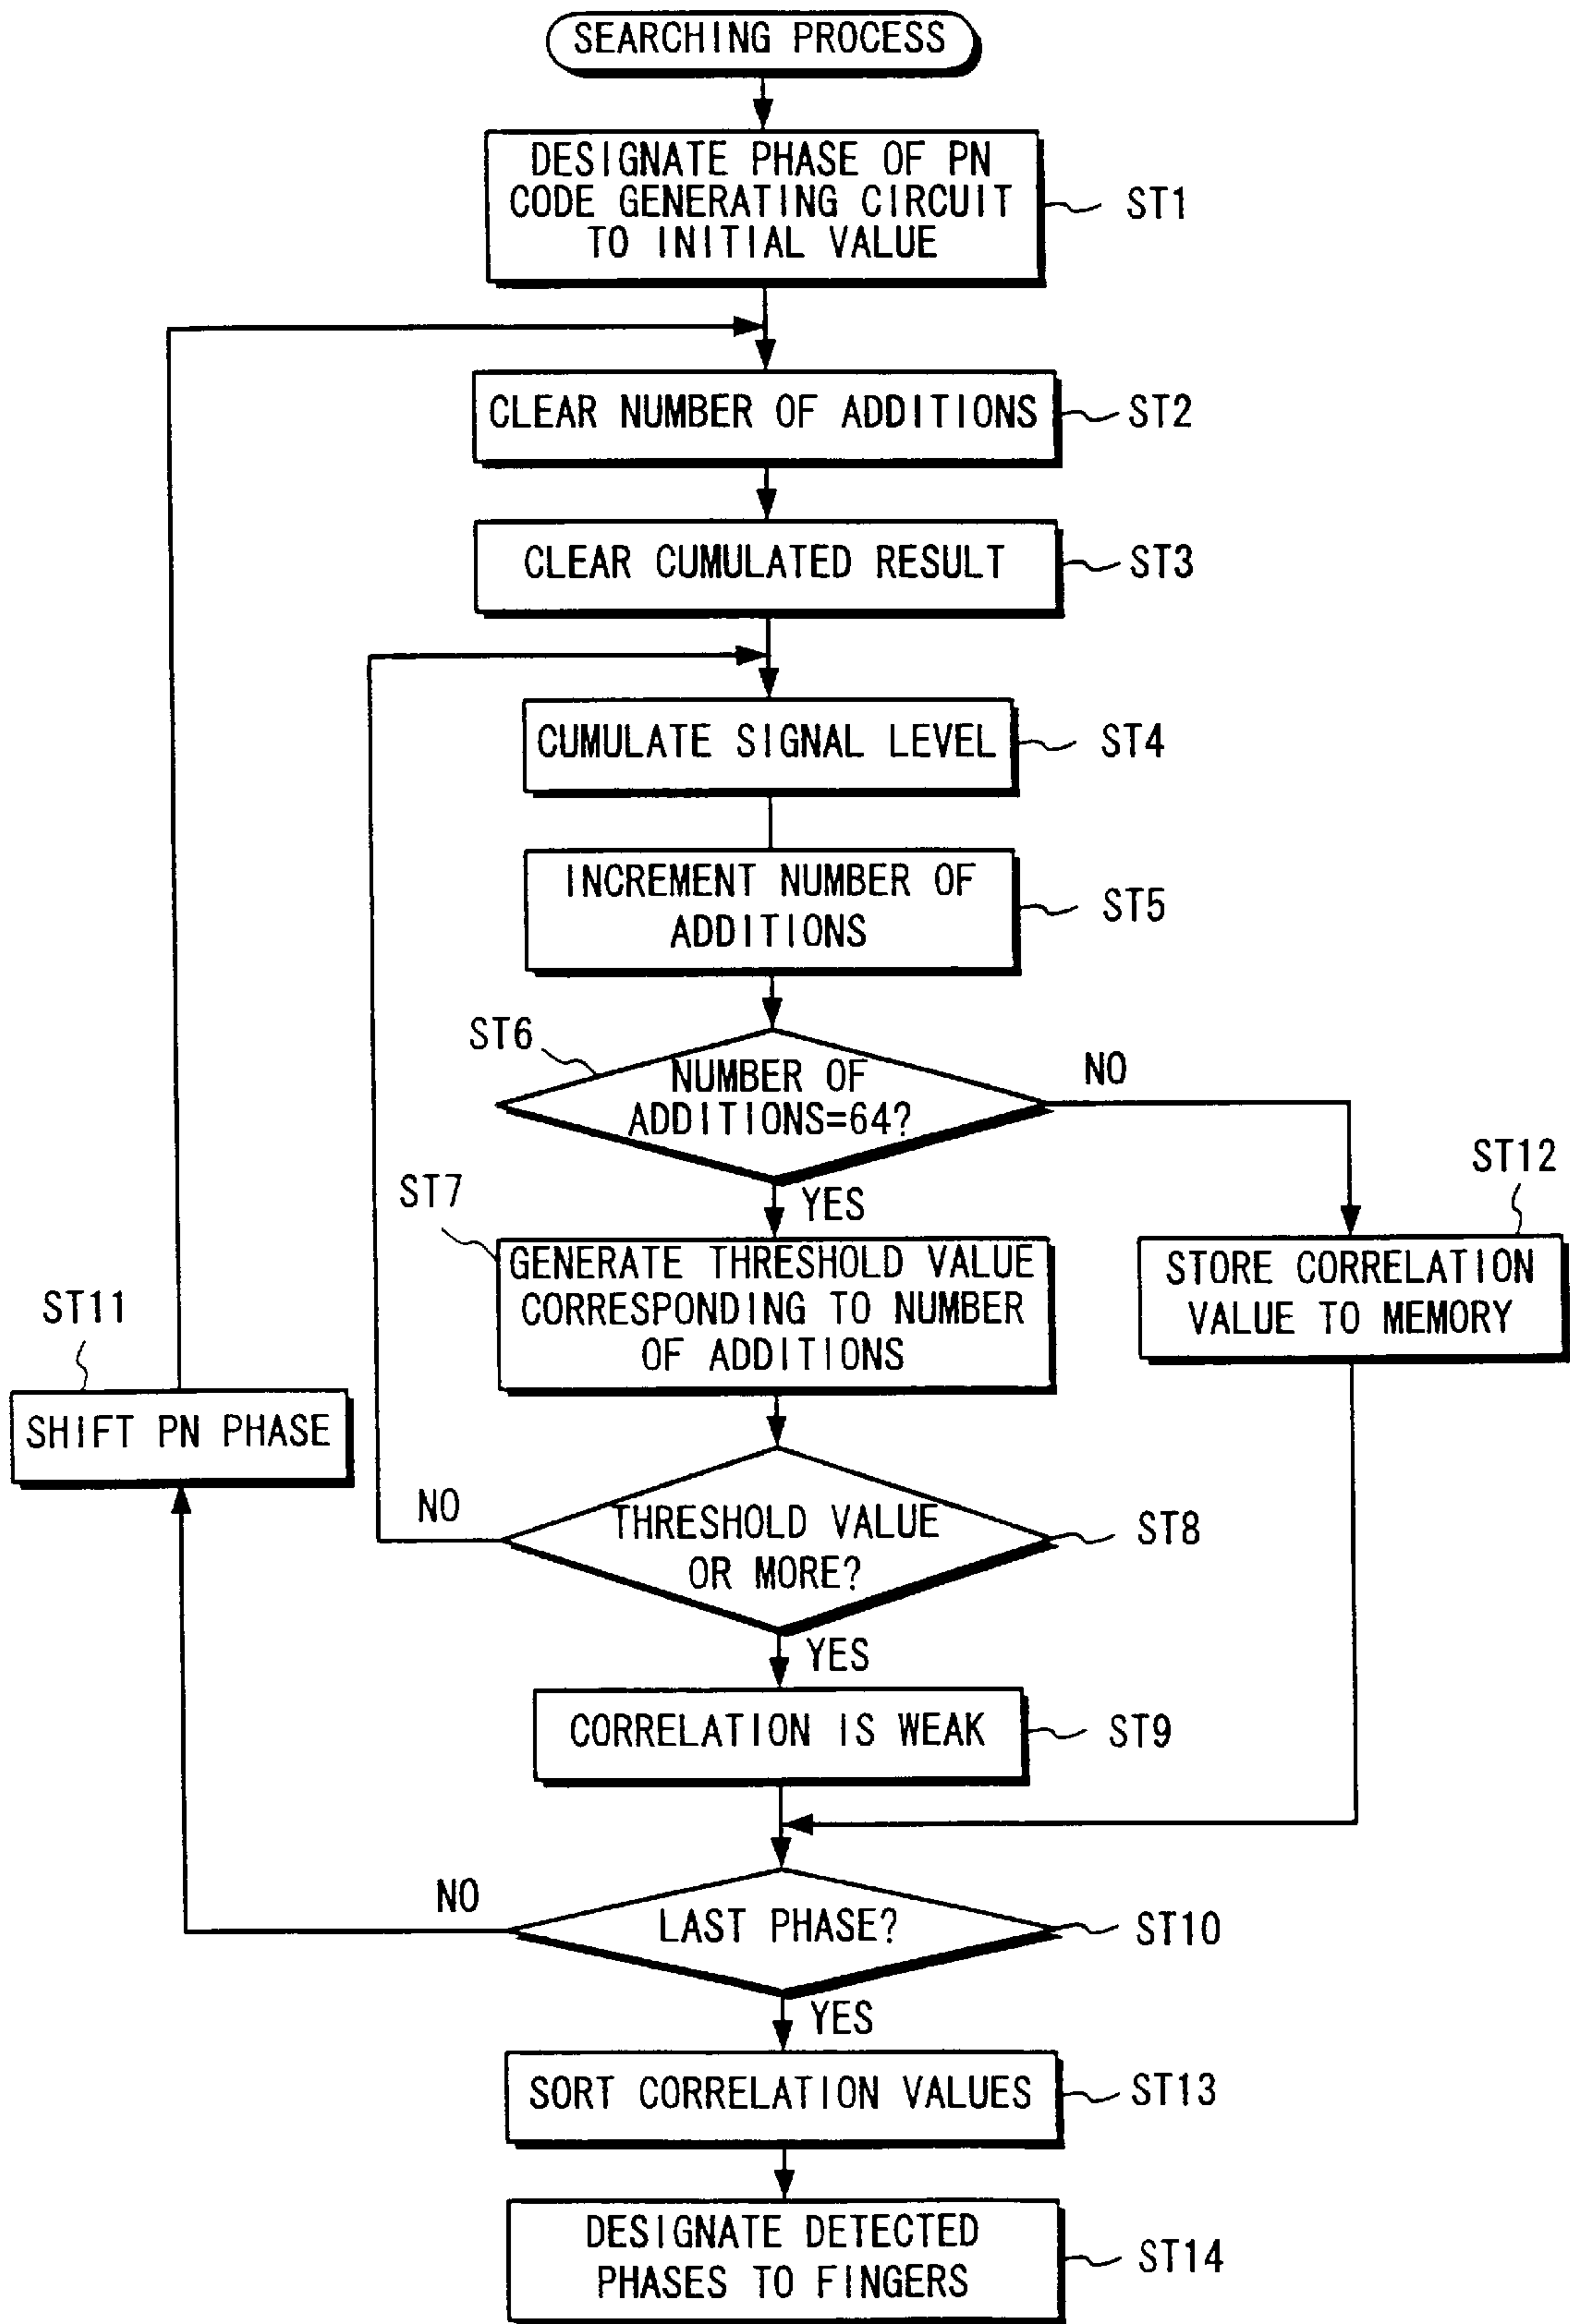 SEARCHING PROCESS
DESIGNATE PHASE OF PN
CODE GENERATING CIRCUIT
TO INITIAL VALUE
ST1
CLEAR NUMBER OF ADDITIONS
ST2
CLEAR CUMULATED RESULT
ST3
CUMULATE SIGNAL LEVEL
ST4
INCREMENT NUMBER OF
ADDITIONS
ST5
ST6
NUMBER OF
ADDITIONS=64?
NO
YES
ST12
STORE CORRELATION
VALUE TO MEMORY
ST7
GENERATE THRESHOLD VALUE
CORRESPONDING TO NUMBER
OF ADDITIONS
ST11
SHIFT PN PHASE
NO
THRESHOLD VALUE
OR MORE?
ST8
YES
CORRELATION IS WEAK
ST9
NO
LAST PHASE?
ST10
YES
SORT CORRELATION VALUES
ST13
DESIGNATE DETECTED
PHASES TO FINGERS
ST14